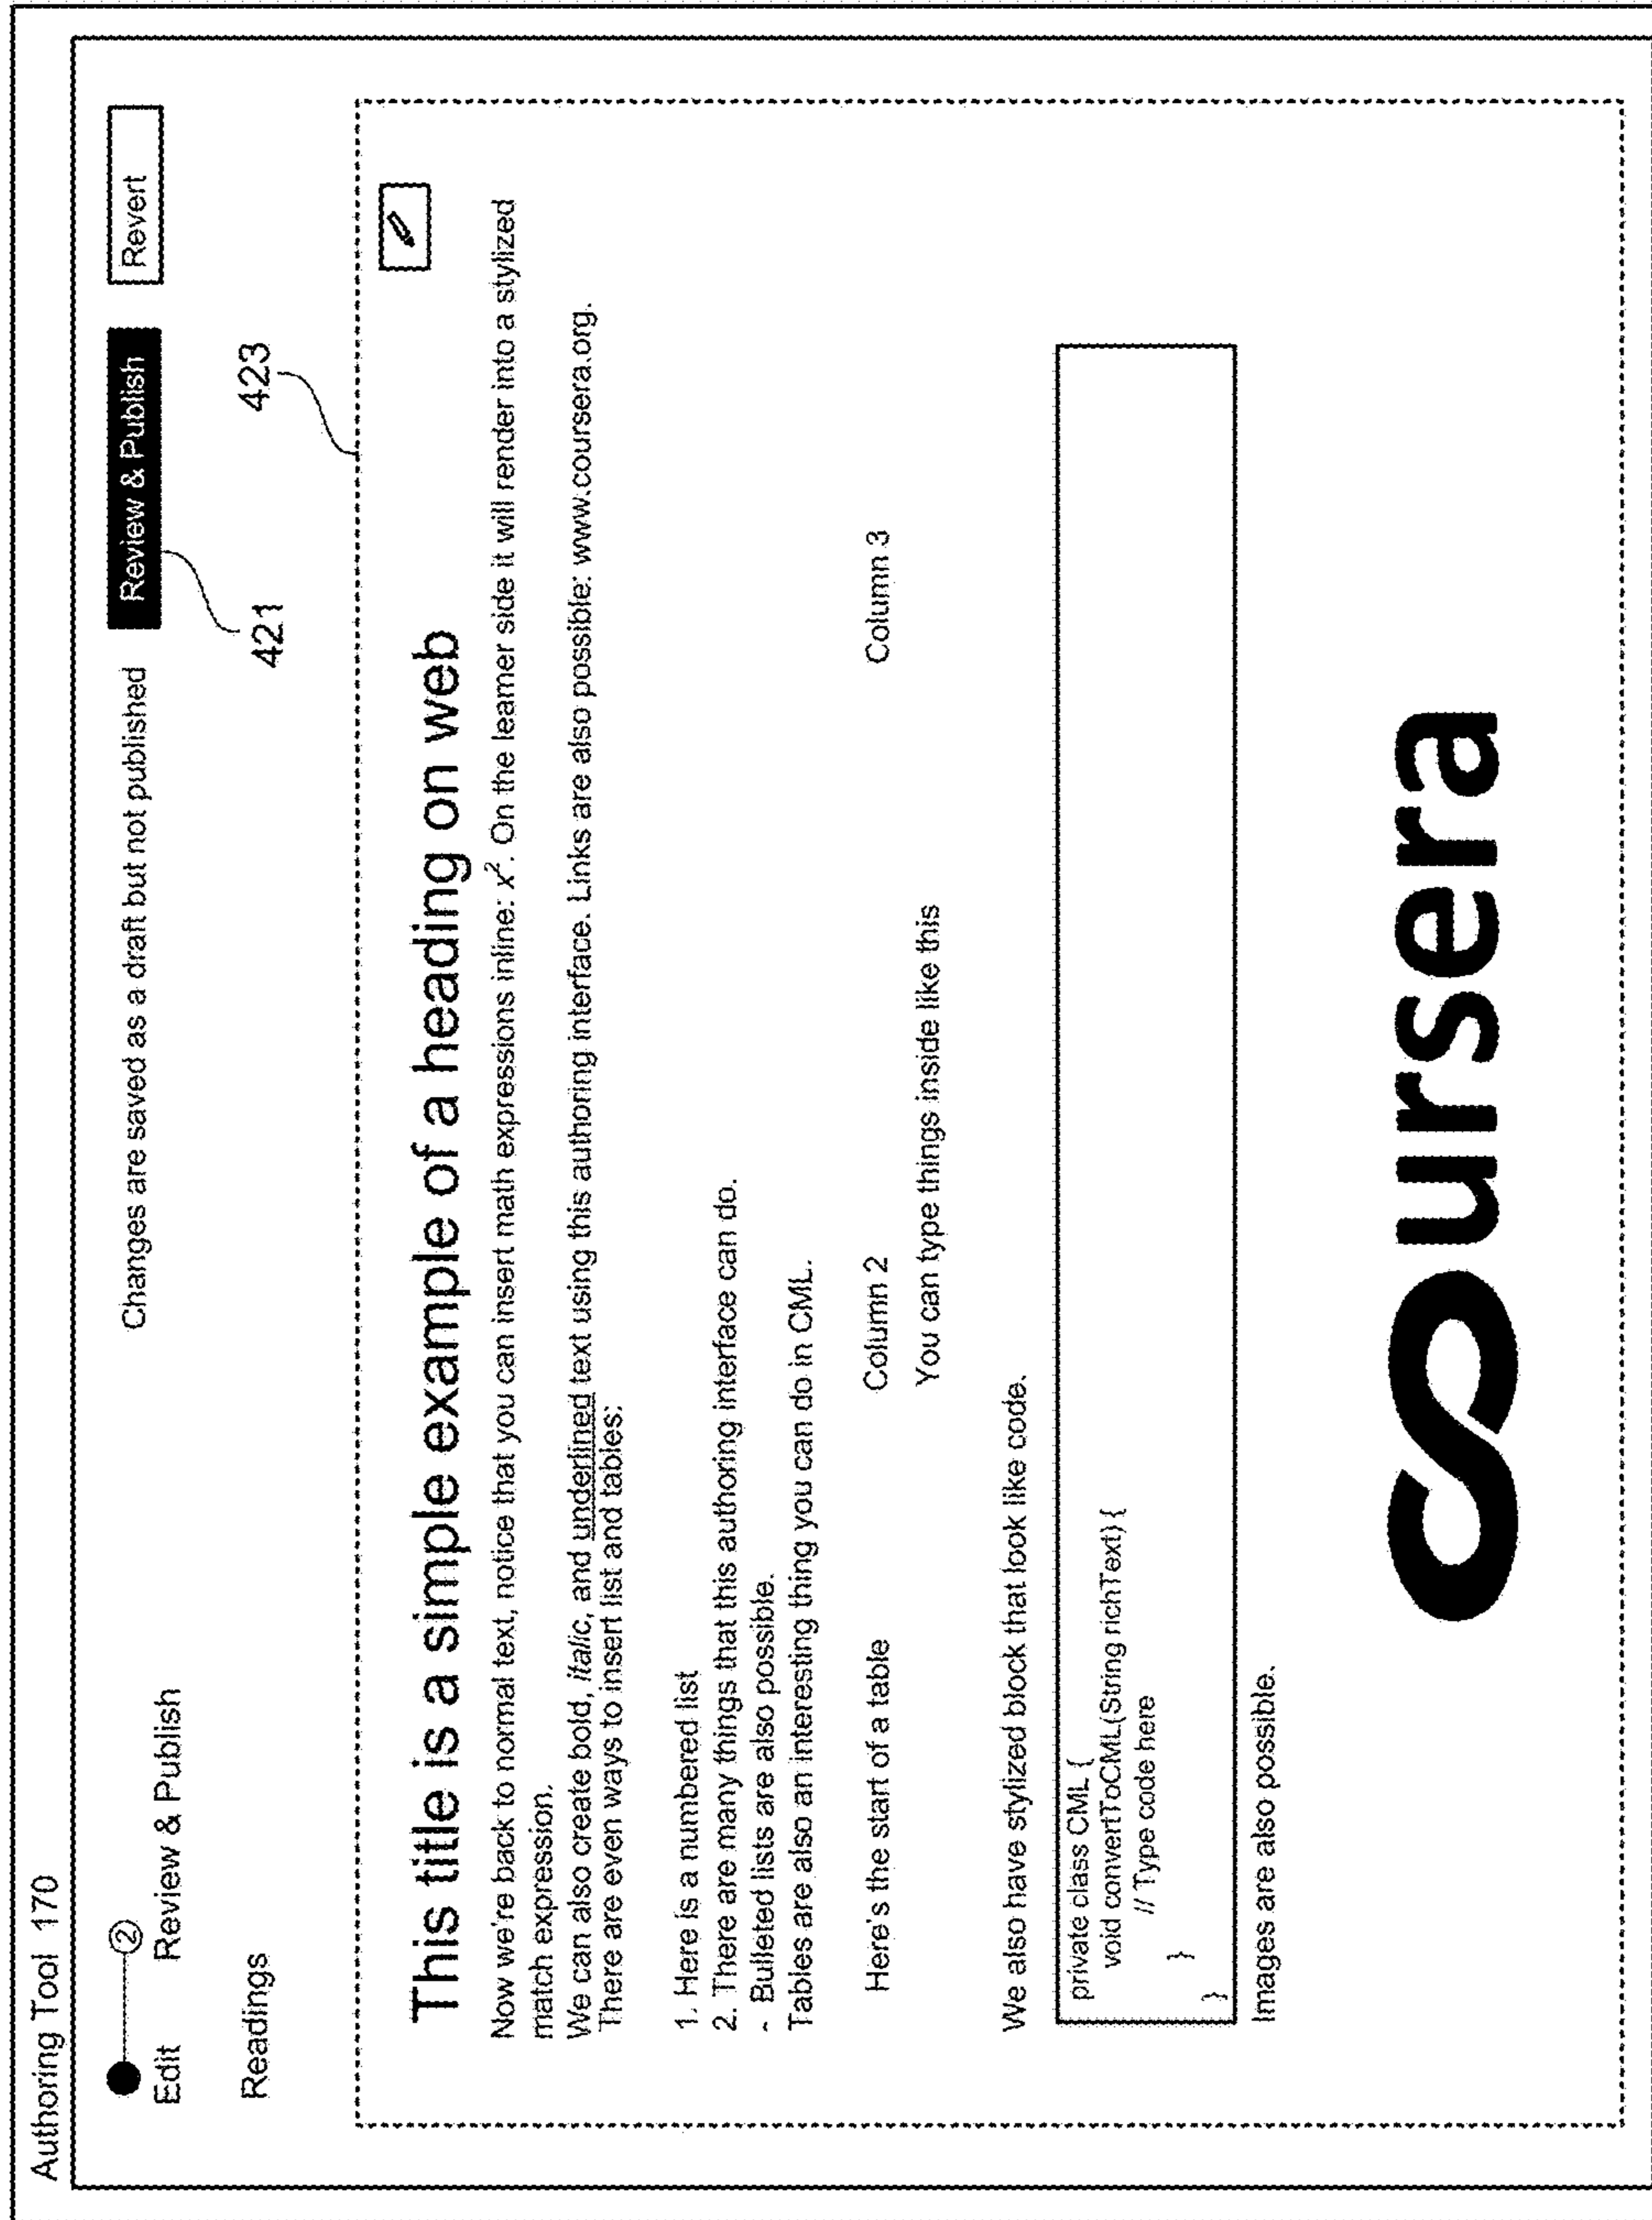 Authoring Tool 170
②
Edit Review & Publish
Changes are saved as a draft but not published
Review & Publish
Revert
421
423
Readings
This title is a simple example of a heading on web
Now we're back to normal text, notice that you can insert math expressions inline: x². On the learner side it will render into a stylized
match expression.
We can also create bold, italic, and underlined text using this authoring interface. Links are also possible: www.coursera.org.
There are even ways to insert list and tables:
1. Here is a numbered list
2. There are many things that this authoring interface can do.
- Bulleted lists are also possible.
Tables are also an interesting thing you can do in CML.
Here's the start of a table Column 2 Column 3
You can type things inside like this
We also have stylized block that look like code.
private class CML {
void convertToCML(String richText) {
// Type code here
}
}
Images are also possible.
coursera